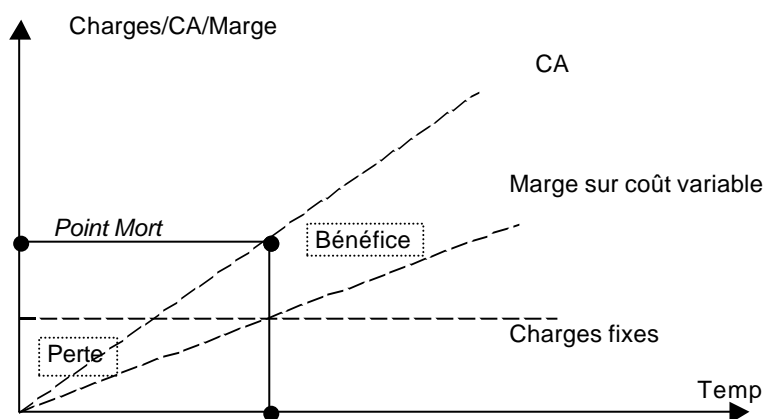 Charges/CA/Marge
CA
Marge sur coût variable
Point Mort
Bénéfice
Charges fixes
Perte
Temp